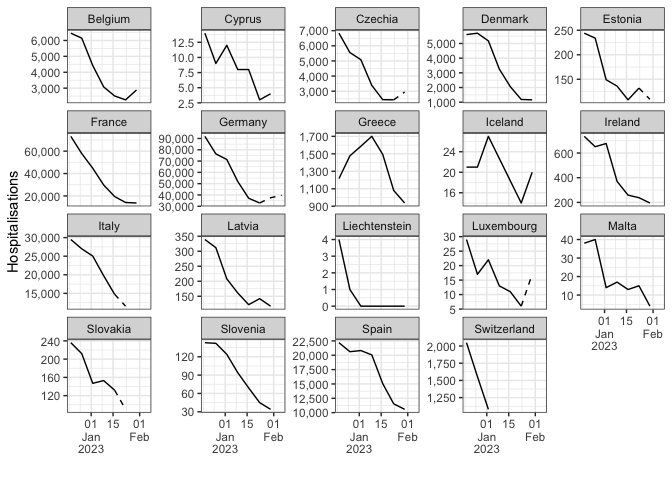 Hospitalisations
Belgium
6,000
5,000
4,000
3,000
Cyprus
12.5
10.0
7.5
5.0
2.5
Czechia
7,000
6,000
5,000
4,000
3,000
Denmark
5,000
4,000
3,000
2,000
1,000
Estonia
250
150
France
60,000
40,000
20,000
Germany
90,000
80,000
70,000
60,000
50,000
40,000
30,000
Greece
1,700
1,500
1,300
1,100
900
Iceland
24
20
16
Ireland
600
400
200
Italy
30,000
25,000
20,000
15,000
Latvia
350
300
250
200
150
Liechtenstein
4
3
2
1
0
Luxembourg
30
25
20
15
10
5
Malta
40
30
20
10
01 15 01
Jan Feb
2023
Slovakia
240
200
160
120
Slovenia
120
90
60
30
Spain
22,500
20,000
17,500
15,000
12,500
10,000
Switzerland
2,000
1,750
1,500
1,250
01 15 01
Jan Feb
2023
01 15 01
Jan Feb
2023
01 15 01
Jan Feb
2023
01 15 01
Jan Feb
2023